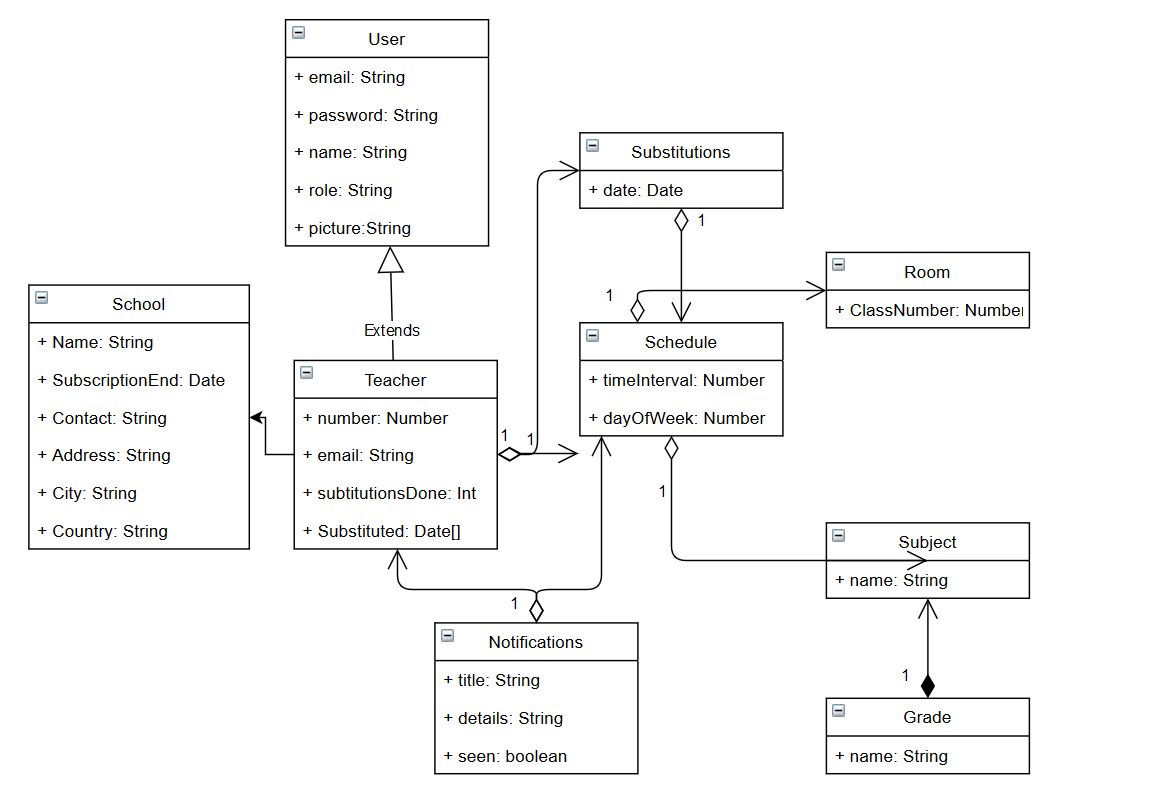 User
+ email: String
+ password: String
+ name: String
+ role: String
+ picture:String
Substitutions
+ date: Date
1
Room
+ ClassNumber: Number
1
School
+ Name: String
+ SubscriptionEnd: Date
+ Contact: String
+ Address: String
+ City: String
+ Country: String
Extends
Teacher
+ number: Number
+ email: String
+ subtitutionsDone: Int
+ Substituted: Date[]
1
1
Schedule
+ timeInterval: Number
+ dayOfWeek: Number
1
Subject
+ name: String
1
Notifications
+ title: String
+ details: String
+ seen: boolean
1
Grade
+ name: String